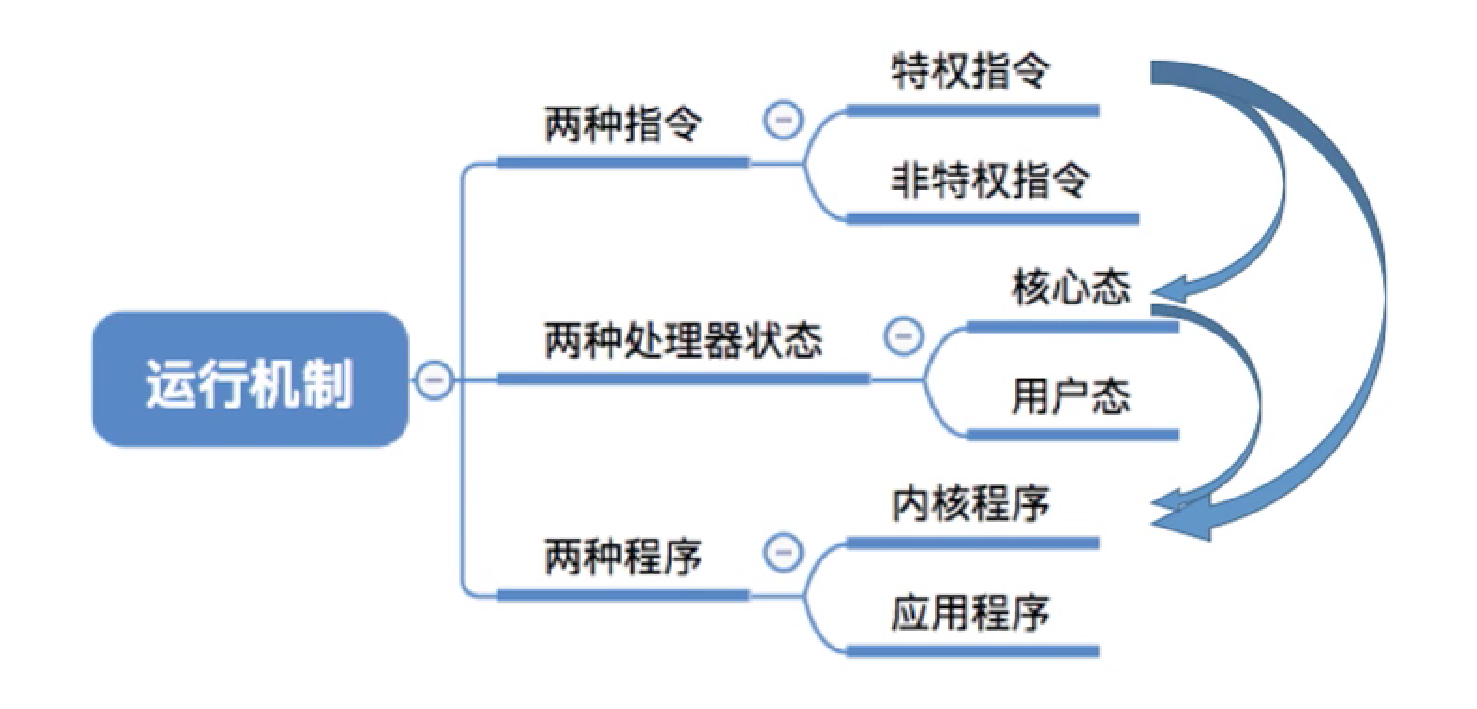 运行机制
两种指令
特权指令
非特权指令
两种处理器状态
核心态
用户态
两种程序
内核程序
应用程序